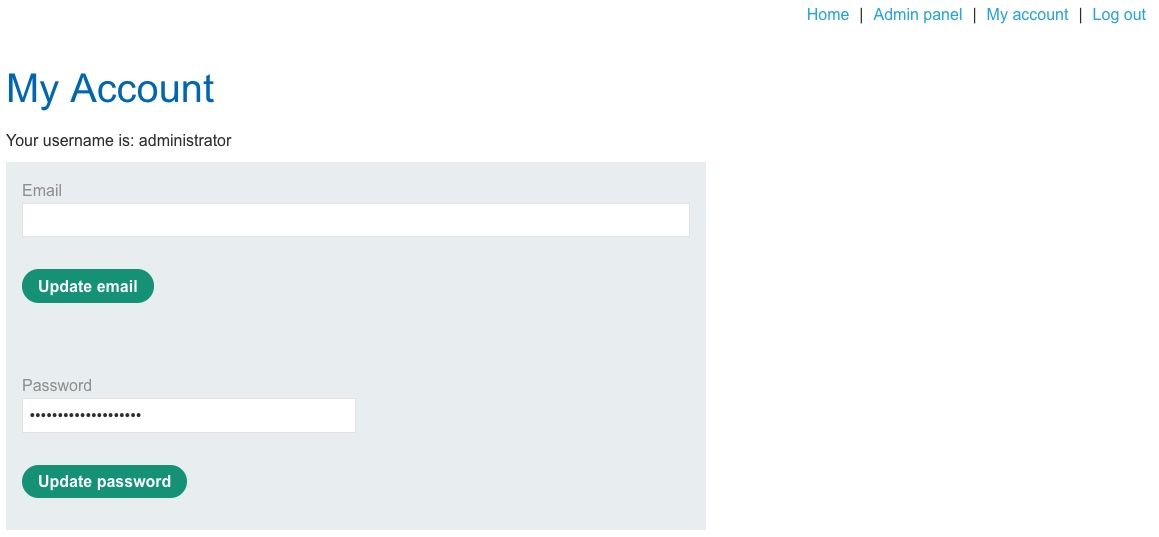 Home | Admin panel | My account | Log out
My Account
Your username is: administrator
Email
Update email
Password
••••••••••••••••••••
Update password